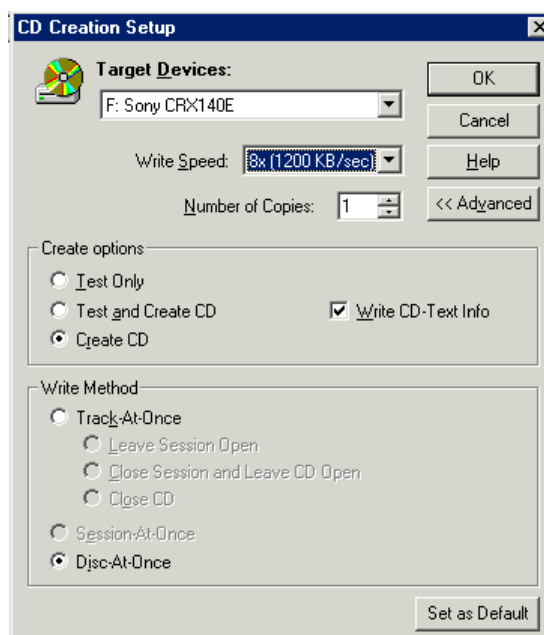 CD Creation Setup
Target Devices:
F: Sony CRX140E
OK
Cancel
Write Speed: 8x (1200 KB/sec)
Help
Number of Copies: 1
<< Advanced
Create options
Test Only
Test and Create CD
Write CD-Text Info
Create CD
Write Method
Track-At-Once
Leave Session Open
Close Session and Leave CD Open
Close CD
Session-At-Once
Disc-At-Once
Set as Default